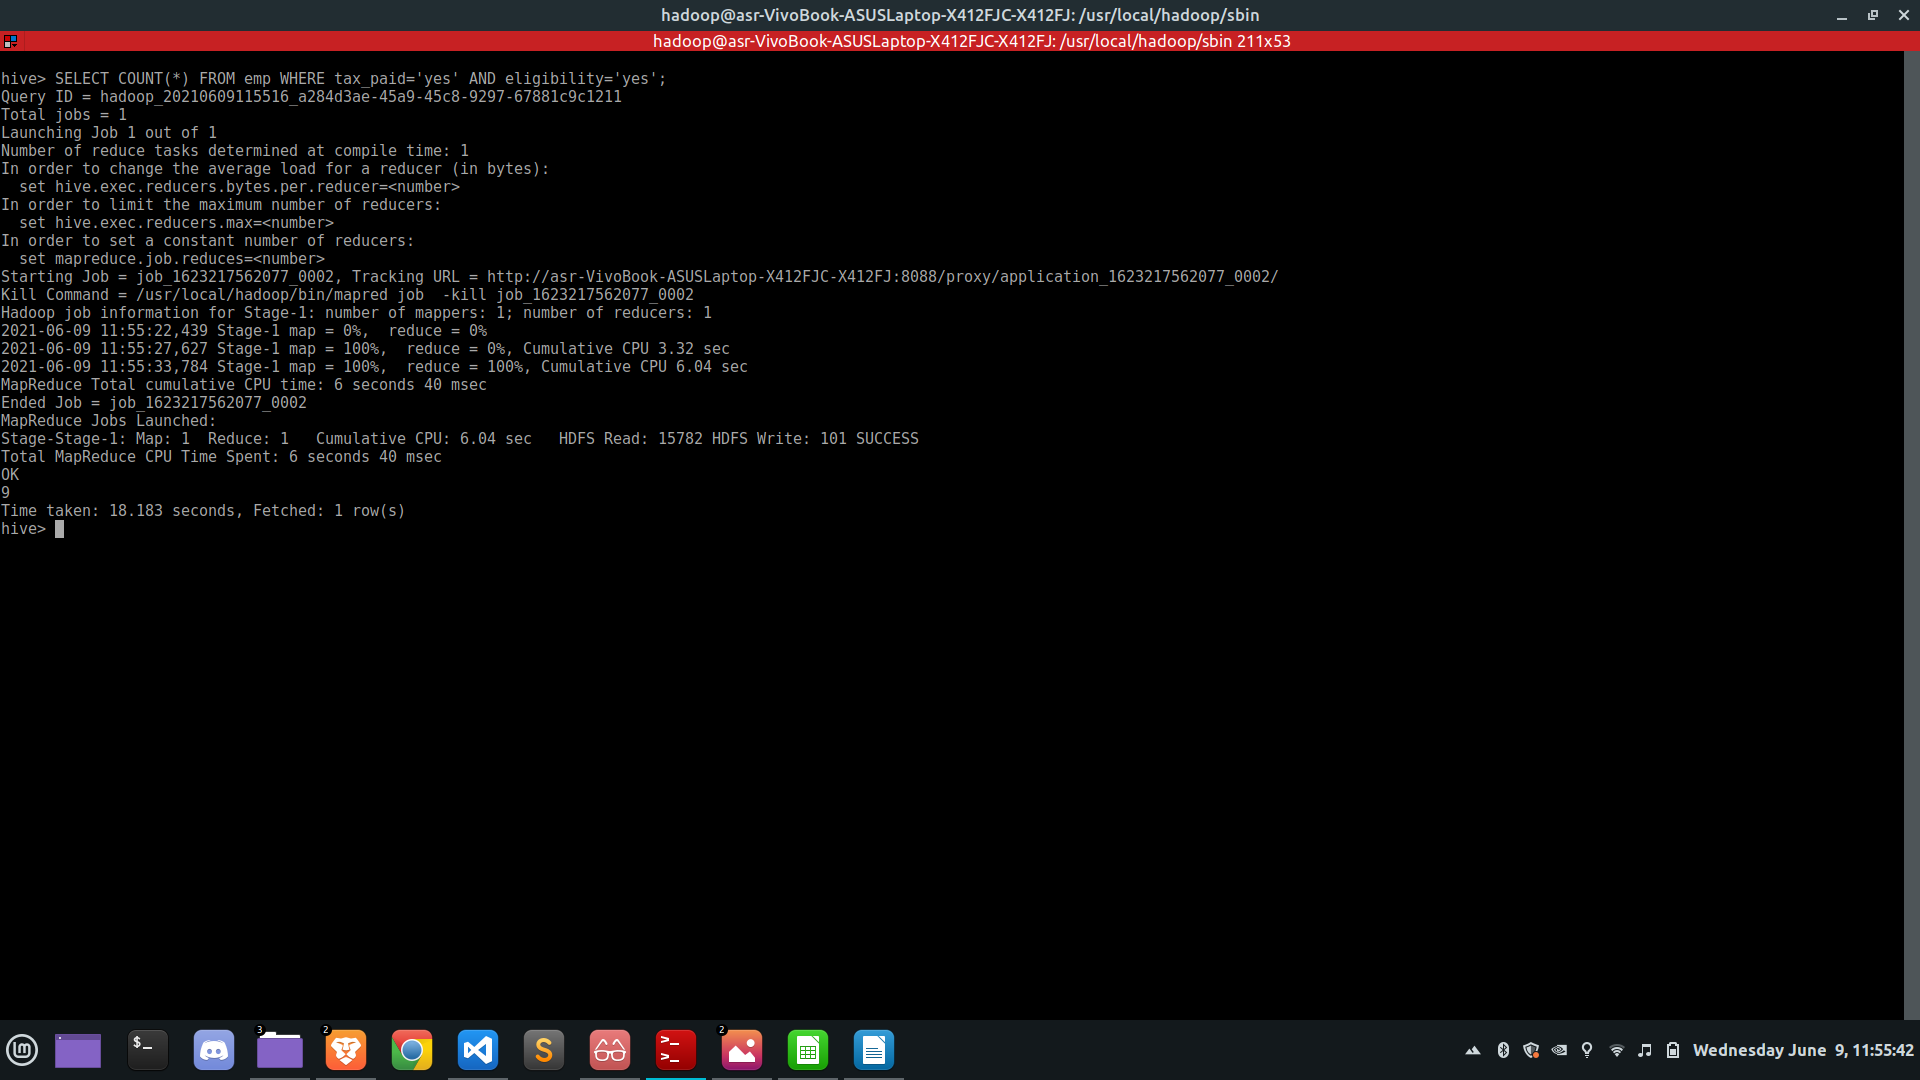 hadoop@asr-VivoBook-ASUSLaptop-X412FJC-X412FJ: /usr/local/hadoop/sbin
hadoop@asr-VivoBook-ASUSLaptop-X412FJC-X412FJ: /usr/local/hadoop/sbin 211x53
hive> SELECT COUNT(*) FROM emp WHERE tax_paid='yes' AND eligibility='yes';
Query ID = hadoop_20210609115516_a284d3ae-45a9-45c8-9297-67881c9c1211
Total jobs = 1
Launching Job 1 out of 1
Number of reduce tasks determined at compile time: 1
In order to change the average load for a reducer (in bytes):
  set hive.exec.reducers.bytes.per.reducer=<number>
In order to limit the maximum number of reducers:
  set hive.exec.reducers.max=<number>
In order to set a constant number of reducers:
  set mapreduce.job.reduces=<number>
Starting Job = job_1623217562077_0002, Tracking URL = http://asr-VivoBook-ASUSLaptop-X412FJC-X412FJ:8088/proxy/application_1623217562077_0002/
Kill Command = /usr/local/hadoop/bin/mapred job  -kill job_1623217562077_0002
Hadoop job information for Stage-1: number of mappers: 1; number of reducers: 1
2021-06-09 11:55:22,439 Stage-1 map = 0%,  reduce = 0%
2021-06-09 11:55:27,627 Stage-1 map = 100%,  reduce = 0%, Cumulative CPU 3.32 sec
2021-06-09 11:55:33,784 Stage-1 map = 100%,  reduce = 100%, Cumulative CPU 6.04 sec
MapReduce Total cumulative CPU time: 6 seconds 40 msec
Ended Job = job_1623217562077_0002
MapReduce Jobs Launched:
Stage-Stage-1: Map: 1  Reduce: 1   Cumulative CPU: 6.04 sec   HDFS Read: 15782 HDFS Write: 101 SUCCESS
Total MapReduce CPU Time Spent: 6 seconds 40 msec
OK
9
Time taken: 18.183 seconds, Fetched: 1 row(s)
hive>
3 2 2
$_ S >_ >_
Wednesday June  9, 11:55:42